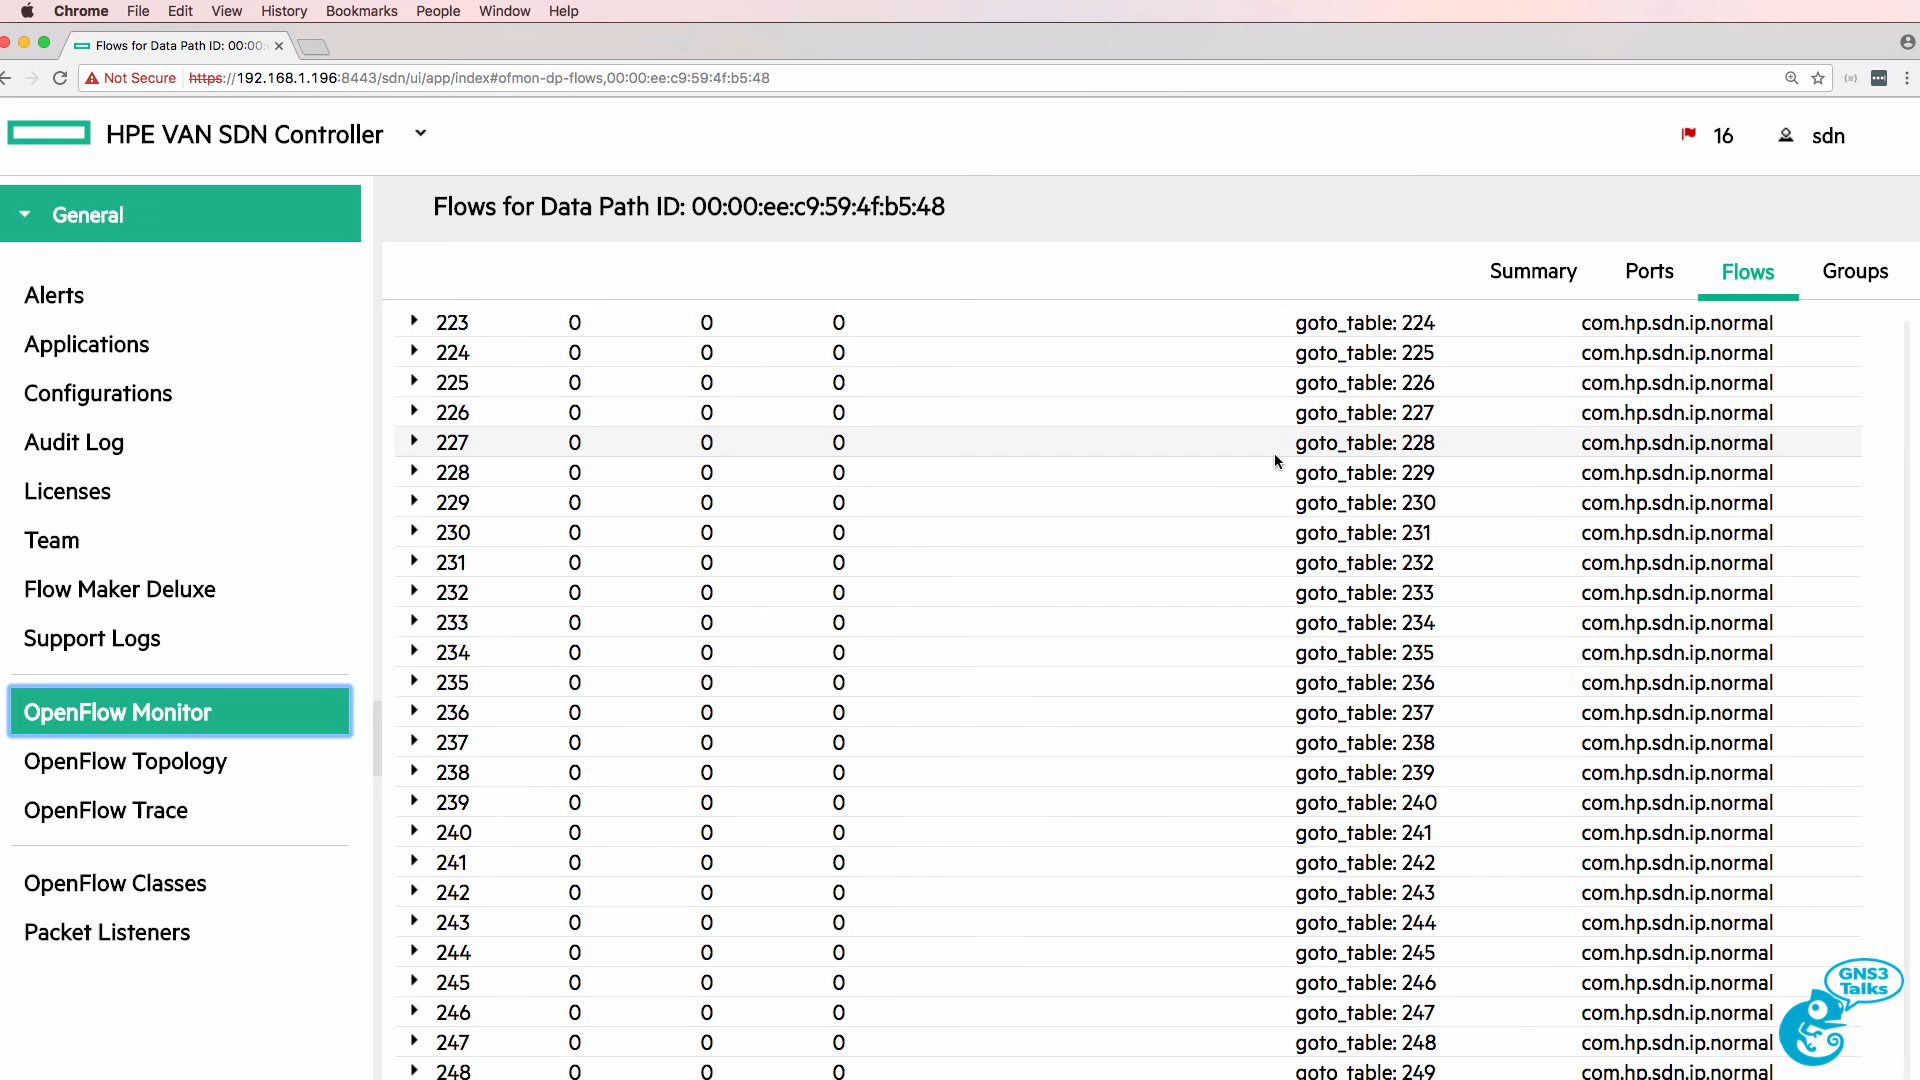 Chrome File Edit View History Bookmarks People Window Help
Flows for Data Path ID: 00:00:
Not Secure https://192.168.1.196:8443/sdn/ui/app/index#ofmon-dp-flows,00:00:ee:c9:59:4f:b5:48
HPE VAN SDN Controller 16 sdn
General
Alerts
Applications
Configurations
Audit Log
Licenses
Team
Flow Maker Deluxe
Support Logs
OpenFlow Monitor
OpenFlow Topology
OpenFlow Trace
OpenFlow Classes
Packet Listeners
Flows for Data Path ID: 00:00:ee:c9:59:4f:b5:48
Summary Ports Flows Groups
223 0 0 0 goto_table: 224 com.hp.sdn.ip.normal
224 0 0 0 goto_table: 225 com.hp.sdn.ip.normal
225 0 0 0 goto_table: 226 com.hp.sdn.ip.normal
226 0 0 0 goto_table: 227 com.hp.sdn.ip.normal
227 0 0 0 goto_table: 228 com.hp.sdn.ip.normal
228 0 0 0 goto_table: 229 com.hp.sdn.ip.normal
229 0 0 0 goto_table: 230 com.hp.sdn.ip.normal
230 0 0 0 goto_table: 231 com.hp.sdn.ip.normal
231 0 0 0 goto_table: 232 com.hp.sdn.ip.normal
232 0 0 0 goto_table: 233 com.hp.sdn.ip.normal
233 0 0 0 goto_table: 234 com.hp.sdn.ip.normal
234 0 0 0 goto_table: 235 com.hp.sdn.ip.normal
235 0 0 0 goto_table: 236 com.hp.sdn.ip.normal
236 0 0 0 goto_table: 237 com.hp.sdn.ip.normal
237 0 0 0 goto_table: 238 com.hp.sdn.ip.normal
238 0 0 0 goto_table: 239 com.hp.sdn.ip.normal
239 0 0 0 goto_table: 240 com.hp.sdn.ip.normal
240 0 0 0 goto_table: 241 com.hp.sdn.ip.normal
241 0 0 0 goto_table: 242 com.hp.sdn.ip.normal
242 0 0 0 goto_table: 243 com.hp.sdn.ip.normal
243 0 0 0 goto_table: 244 com.hp.sdn.ip.normal
244 0 0 0 goto_table: 245 com.hp.sdn.ip.normal
245 0 0 0 goto_table: 246 com.hp.sdn.ip.normal
246 0 0 0 goto_table: 247 com.hp.sdn.ip.normal
247 0 0 0 goto_table: 248 com.hp.sdn.ip.normal
248 0 0 0 goto_table: 249 com.hp.sdn.ip.normal
GNS3
Talks